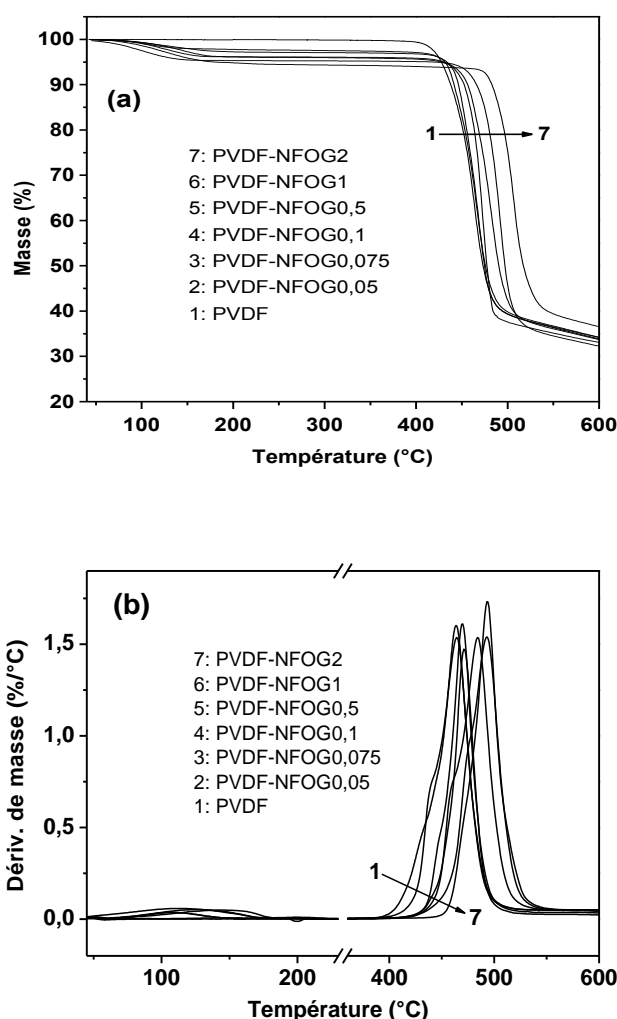 100
90
80
70
60
50
40
30
20
Masse (%)
(a)
1 7
7: PVDF-NFOG2
6: PVDF-NFOG1
5: PVDF-NFOG0,5
4: PVDF-NFOG0,1
3: PVDF-NFOG0,075
2: PVDF-NFOG0,05
1: PVDF
100 200 300 400 500 600
Température (°C)
(b)
1,5
1,0
0,5
0,0
Dériv. de masse (%/°C)
7: PVDF-NFOG2
6: PVDF-NFOG1
5: PVDF-NFOG0,5
4: PVDF-NFOG0,1
3: PVDF-NFOG0,075
2: PVDF-NFOG0,05
1: PVDF
1
7
100 200 400 500 600
Température (°C)